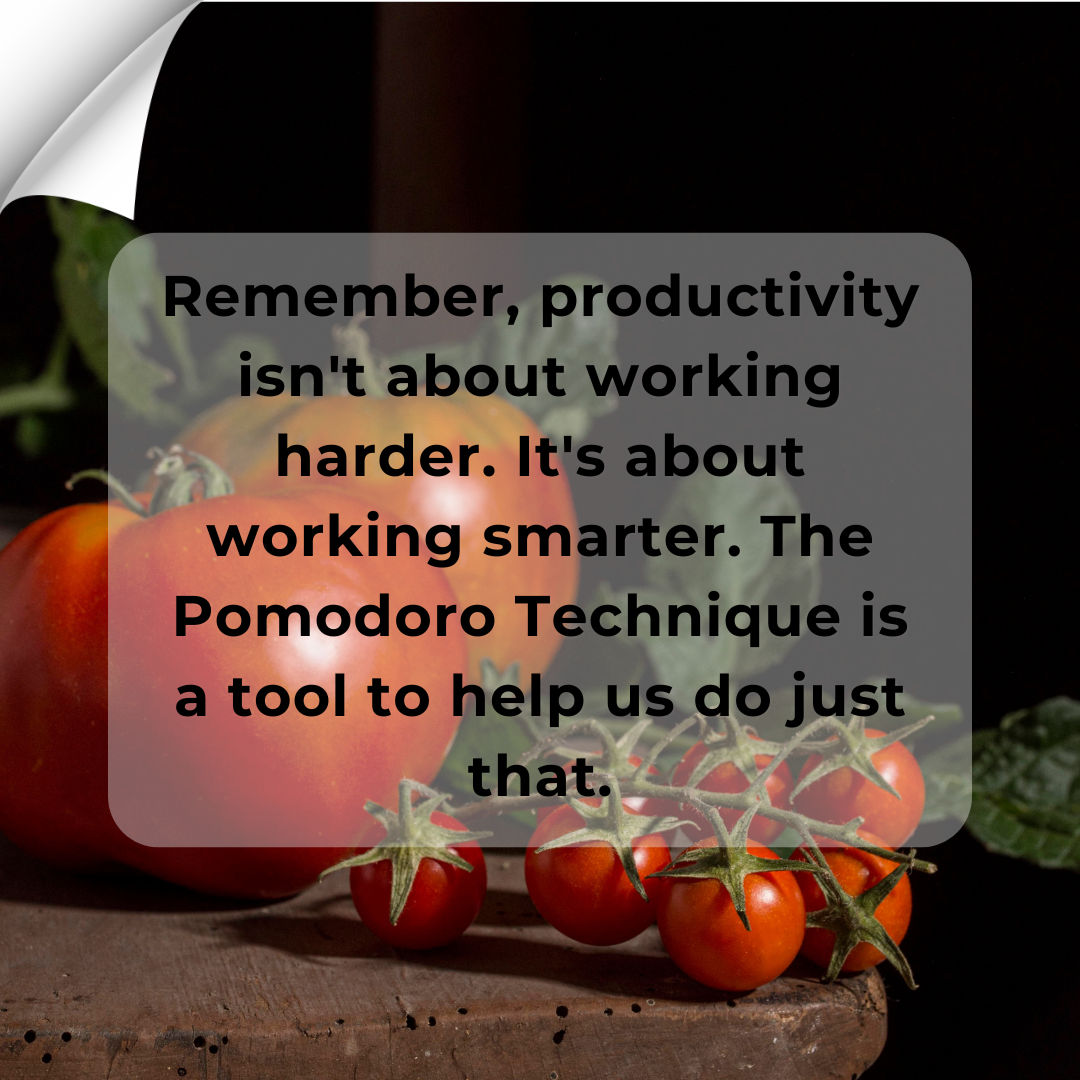 Remember, productivity
isn't about working
harder. It's about
working smarter. The
Pomodoro Technique is
a tool to help us do just
that.